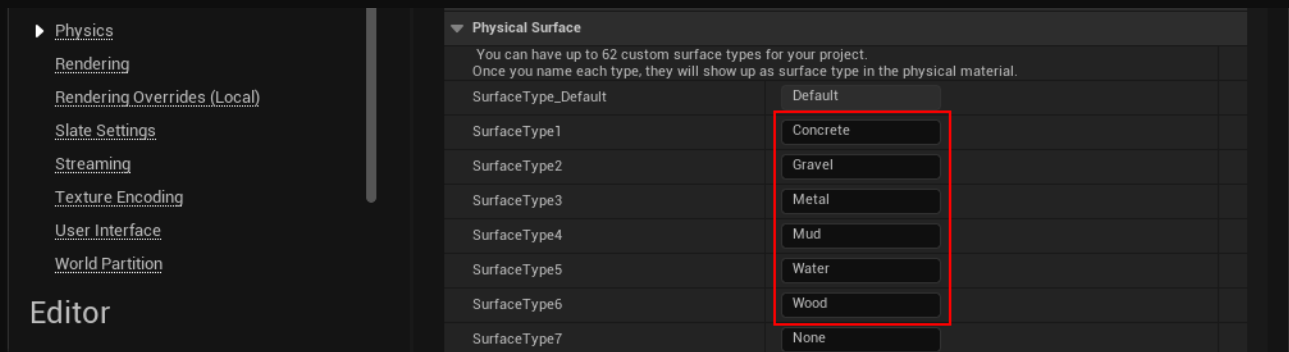 Physics
Rendering
Rendering Overrides (Local)
Slate Settings
Streaming
Texture Encoding
User Interface
World Partition
Editor
Physical Surface
You can have up to 62 custom surface types for your project.
Once you name each type, they will show up as surface type in the physical material.
SurfaceType_Default Default
SurfaceType1 Concrete
SurfaceType2 Gravel
SurfaceType3 Metal
SurfaceType4 Mud
SurfaceType5 Water
SurfaceType6 Wood
SurfaceType7 None